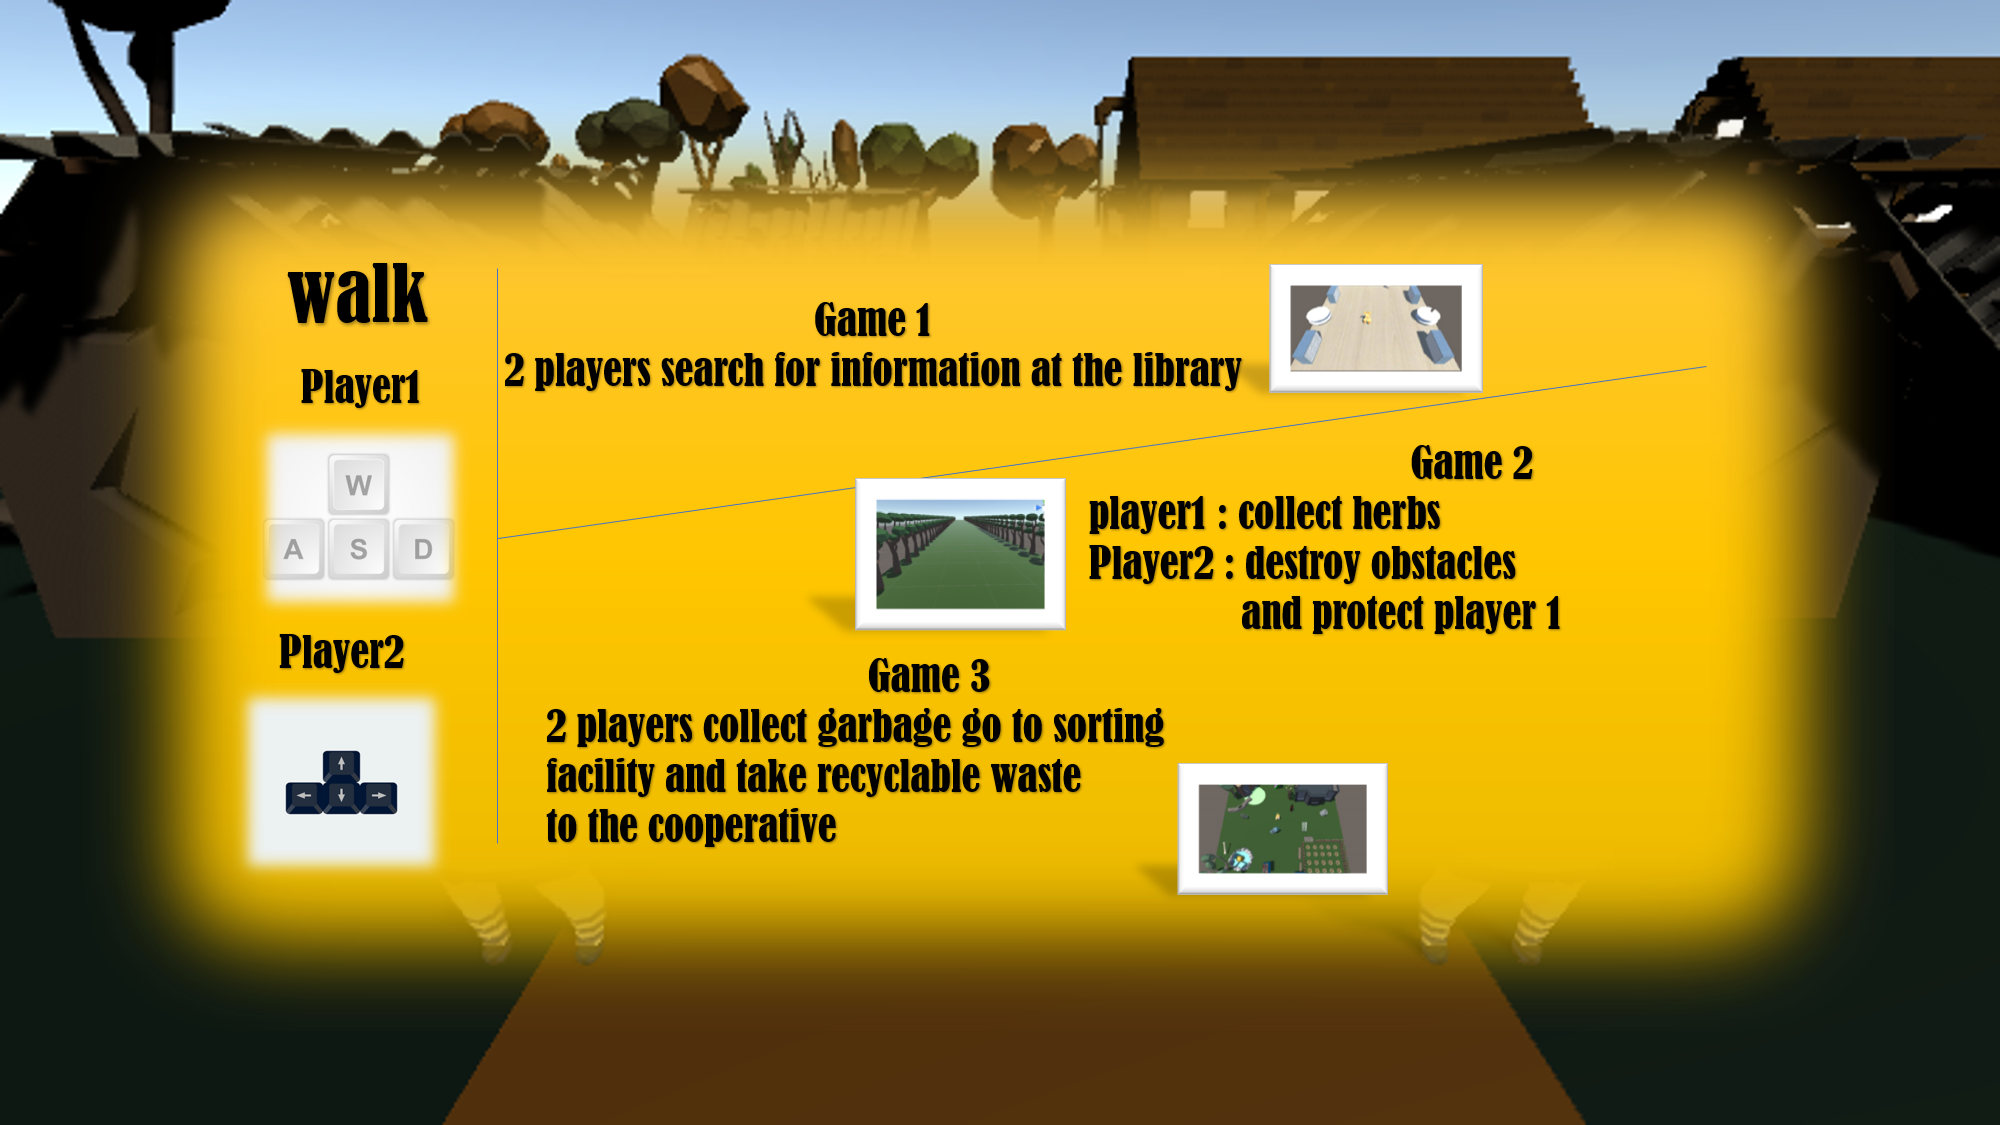 walk
Player1
W
A S D
Player2
Game 1
2 players search for information at the library
Game 2
player1 : collect herbs
Player2 : destroy obstacles
and protect player 1
Game 3
2 players collect garbage go to sorting
facility and take recyclable waste
to the cooperative